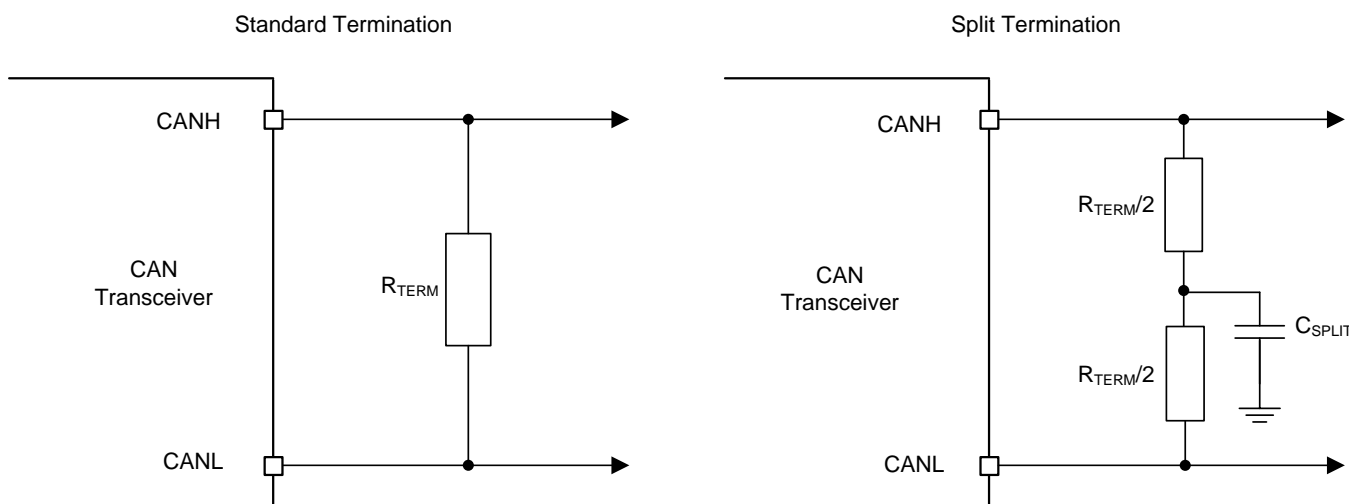 Standard Termination
CANH
CAN
Transceiver
RTERM
CANL
Split Termination
CANH
RTERM/2
CAN
Transceiver
CSPLIT
RTERM/2
CANL